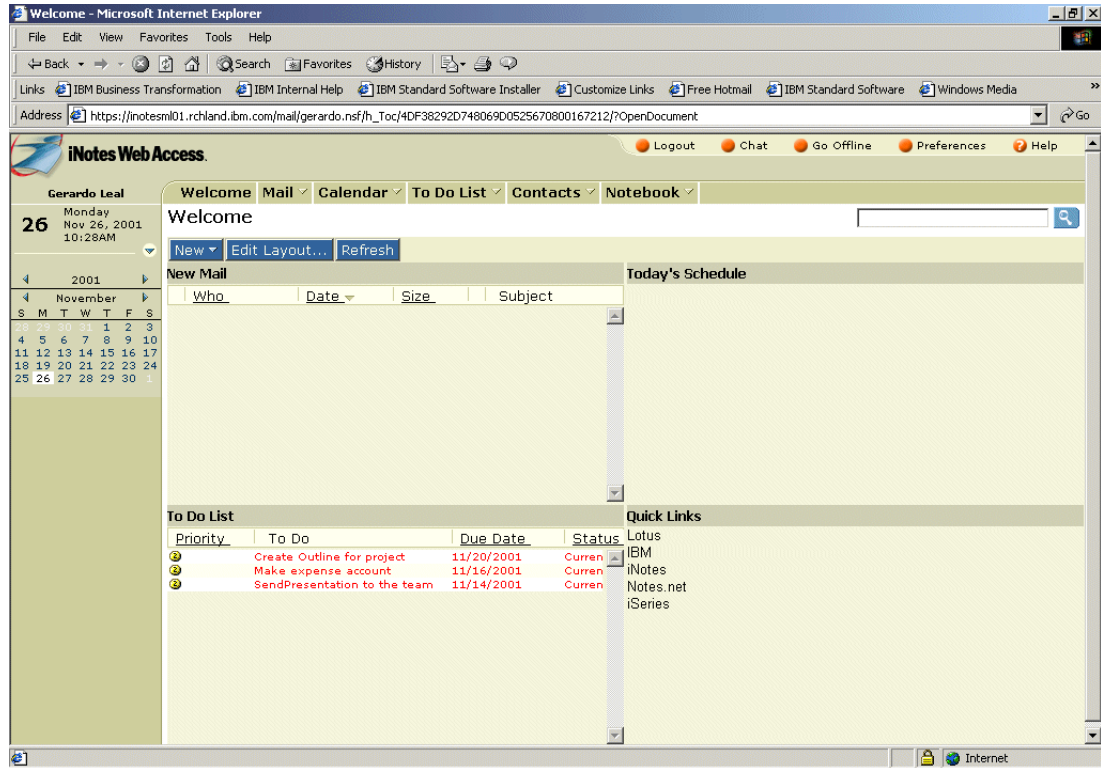 Welcome - Microsoft Internet Explorer
File Edit View Favorites Tools Help
Back Search Favorites History
Links IBM Business Transformation IBM Internal Help IBM Standard Software Installer Customize Links Free Hotmail IBM Standard Software Windows Media »
Address https://inotesml01.rchland.ibm.com/mail/gerardo.nsf/h_Toc/4DF38292D748069D0525670800167212/?OpenDocument Go
iNotes Web Access. Logout Chat Go Offline Preferences Help
Gerardo Leal Welcome Mail Calendar To Do List Contacts Notebook
26 Monday
Nov 26, 2001
10:28AM
Welcome
New Edit Layout... Refresh
2001
November
S M T W T F S
28 29 30 31 1 2 3
4 5 6 7 8 9 10
11 12 13 14 15 16 17
18 19 20 21 22 23 24
25 26 27 28 29 30 1
New Mail
Who Date Size Subject
Today's Schedule
To Do List
Priority To Do Due Date Status
2 Create Outline for project 11/20/2001 Curren
2 Make expense account 11/16/2001 Curren
2 SendPresentation to the team 11/14/2001 Curren
Quick Links
Lotus
IBM
iNotes
Notes.net
iSeries
Internet